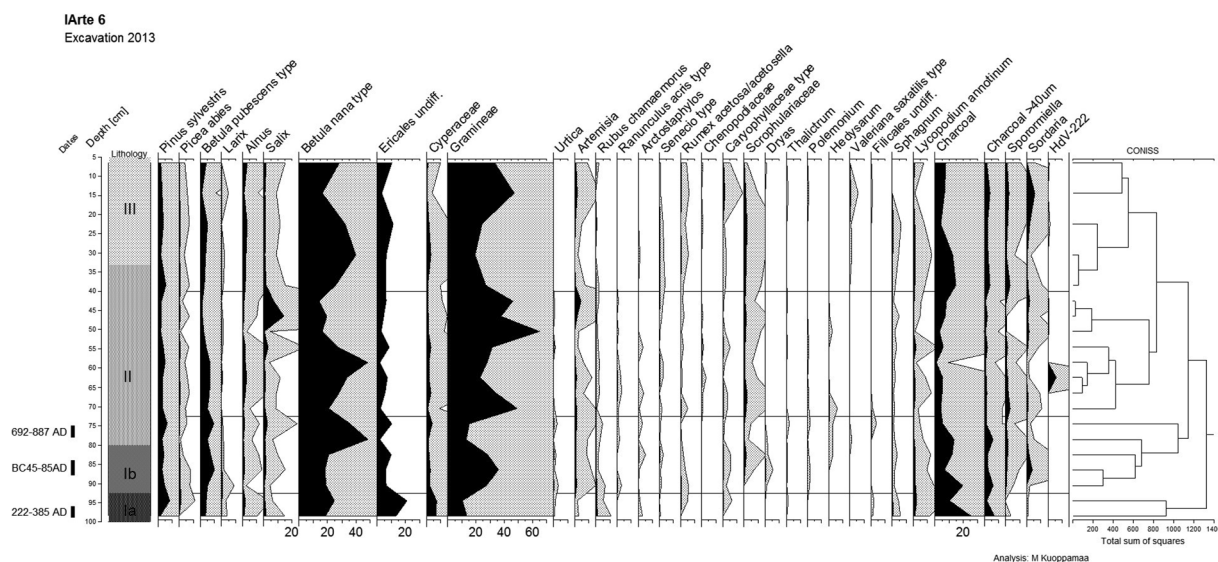 IArte 6
Excavation 2013
Dates
Depth [cm]
Lithology
Pinus sylvestris
Picea abies
Betula pubescens type
Larix
Alnus
Salix
Betula nana type
Ericales undiff.
Cyperaceae
Gramineae
Urtica
Artemisia
Rubus chamaemorus
Ranunculus acris type
Arctostaphylos
Senecio type
Rumex acetosa/acetosella
Chenopodiaceae
Caryophyllaceae type
Scrophulariaceae
Dryas
Thalictrum
Polemonium
Hedysarum
Valeriana saxatilis type
Filicales undiff.
Sphagnum
Lycopodium annotinum
Charcoal
Charcoal >40um
Sporormiella
Sordaria
HdV-222
CONISS
5
10
15
20
25
30
35
40
45
50
55
60
65
70
75
80
85
90
95
100
III
II
Ib
Ia
692-887 AD
BC45-85AD
222-385 AD
20
20 40
20
20 40 60
20
200 400 600 800 1000 1200 140
Total sum of squares
Analysis: M Kuoppamaa